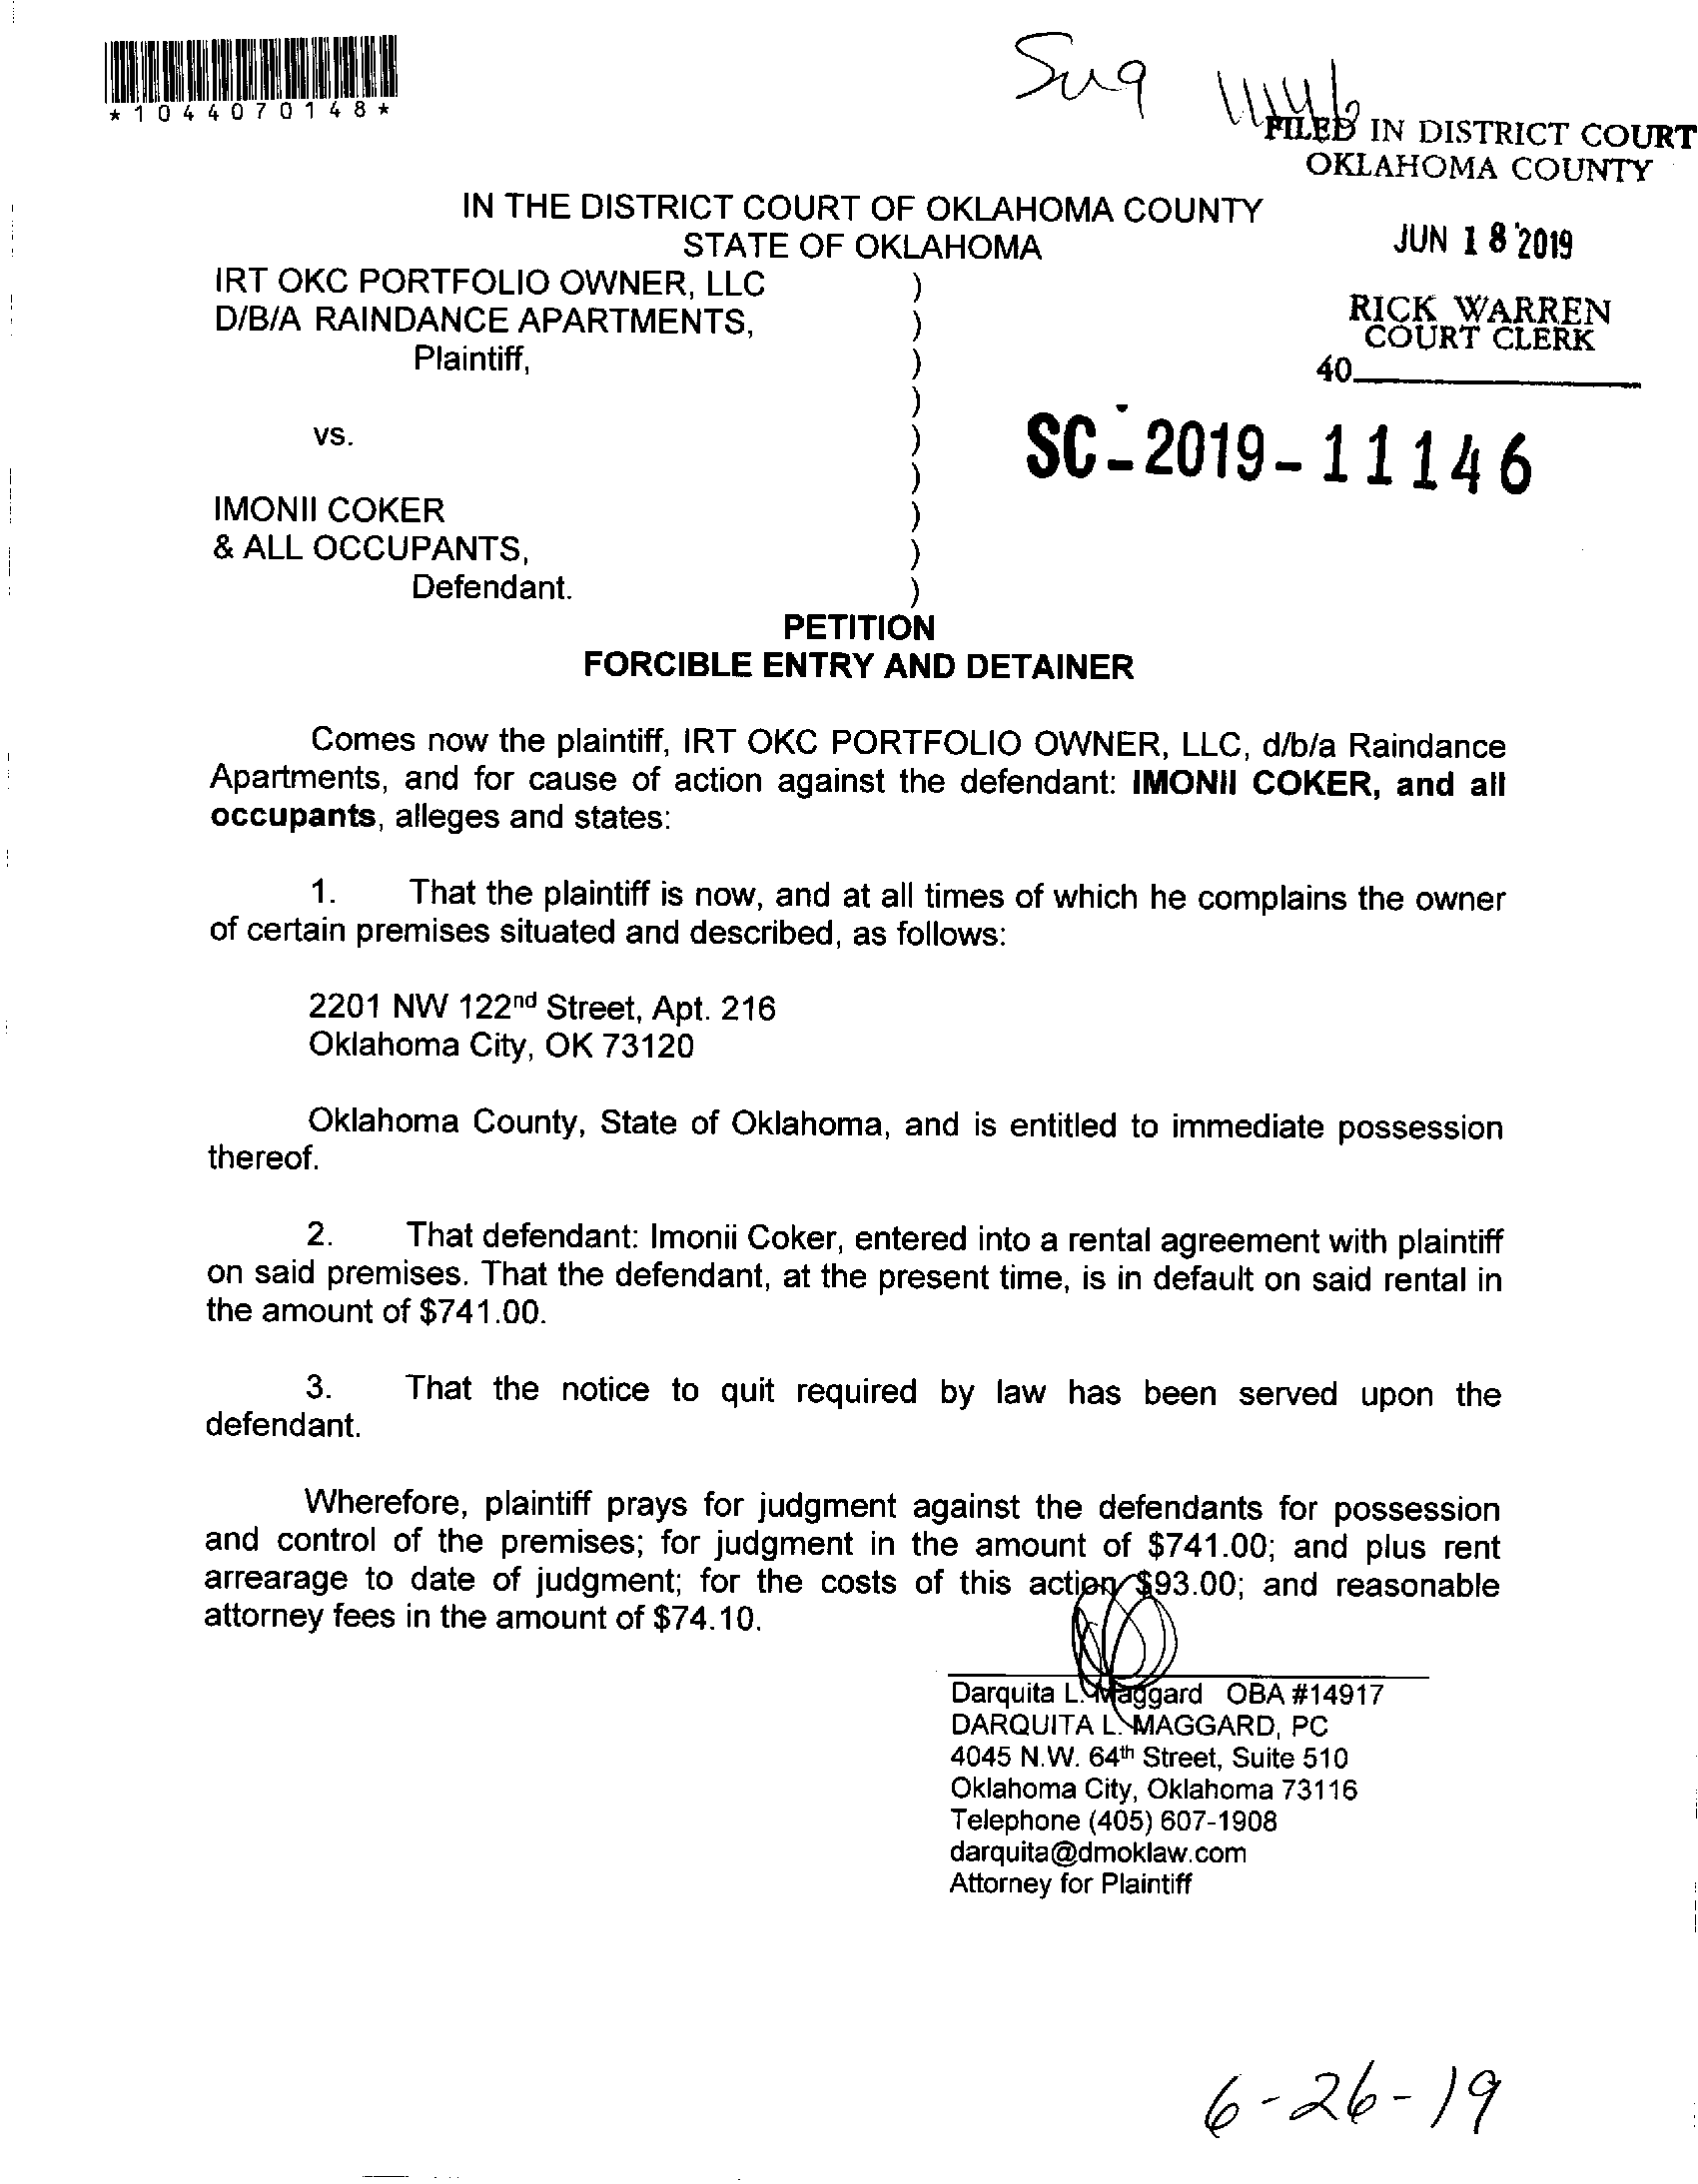 *1044070148*
FILED IN DISTRICT COURT
OKLAHOMA COUNTY
IN THE DISTRICT COURT OF OKLAHOMA COUNTY
STATE OF OKLAHOMA
JUN 18 2019
IRT OKC PORTFOLIO OWNER, LLC )
D/B/A RAINDANCE APARTMENTS, )
Plaintiff, )
RICK WARREN
COURT CLERK
40
)
vs. )
SC-2019-11146
)
IMONII COKER )
& ALL OCCUPANTS, )
Defendant. )
PETITION
FORCIBLE ENTRY AND DETAINER
Comes now the plaintiff, IRT OKC PORTFOLIO OWNER, LLC, d/b/a Raindance
Apartments, and for cause of action against the defendant: IMONII COKER, and all
occupants, alleges and states:
1. That the plaintiff is now, and at all times of which he complains the owner
of certain premises situated and described, as follows:
2201 NW 122nd Street, Apt. 216
Oklahoma City, OK 73120
Oklahoma County, State of Oklahoma, and is entitled to immediate possession
thereof.
2. That defendant: Imonii Coker, entered into a rental agreement with plaintiff
on said premises. That the defendant, at the present time, is in default on said rental in
the amount of $741.00.
3. That the notice to quit required by law has been served upon the
defendant.
Wherefore, plaintiff prays for judgment against the defendants for possession
and control of the premises; for judgment in the amount of $741.00; and plus rent
arrearage to date of judgment; for the costs of this action $93.00; and reasonable
attorney fees in the amount of $74.10.
Darquita L. Maggard OBA #14917
DARQUITA L. MAGGARD, PC
4045 N.W. 64th Street, Suite 510
Oklahoma City, Oklahoma 73116
Telephone (405) 607-1908
darquita@dmoklaw.com
Attorney for Plaintiff
6-26-19